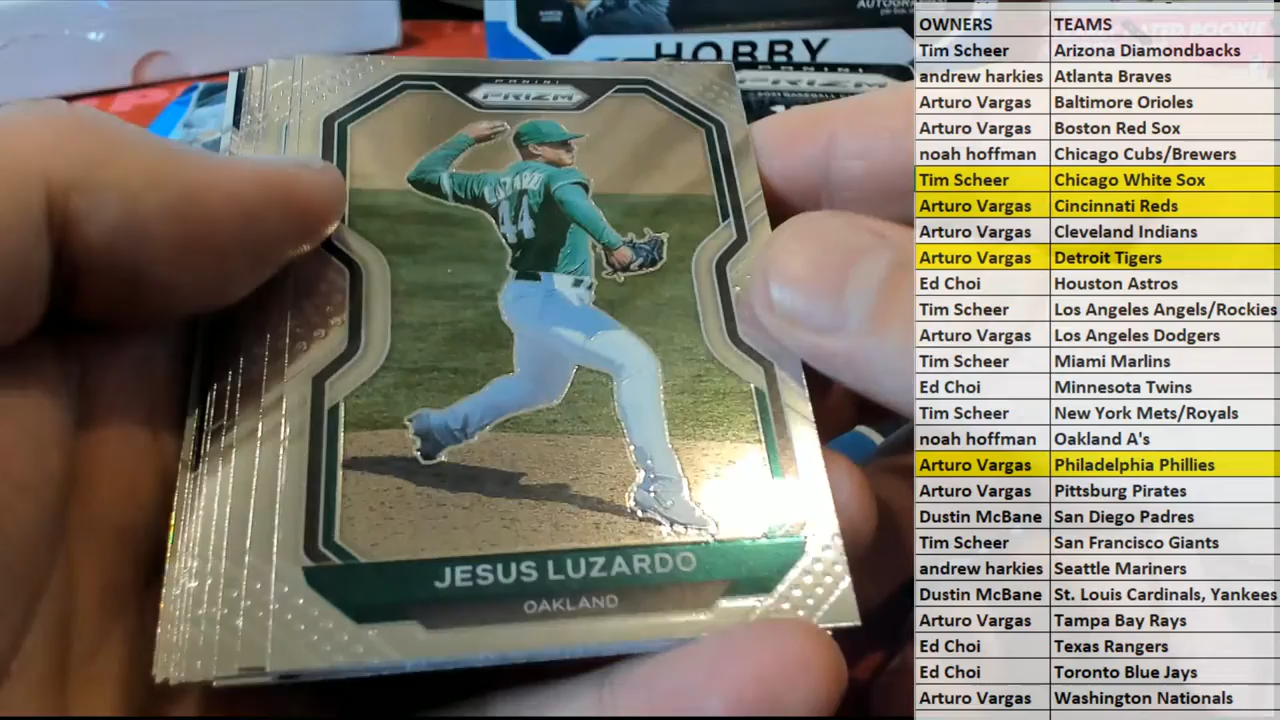 AUTOGRAPH
HOBBY
PANINI
PRIZM
PANINI
PRIZM
LUZARDO
44
JESUS LUZARDO
OAKLAND
OWNERS TEAMS
Tim Scheer Arizona Diamondbacks
andrew harkies Atlanta Braves
Arturo Vargas Baltimore Orioles
Arturo Vargas Boston Red Sox
noah hoffman Chicago Cubs/Brewers
Tim Scheer Chicago White Sox
Arturo Vargas Cincinnati Reds
Arturo Vargas Cleveland Indians
Arturo Vargas Detroit Tigers
Ed Choi Houston Astros
Tim Scheer Los Angeles Angels/Rockies
Arturo Vargas Los Angeles Dodgers
Tim Scheer Miami Marlins
Ed Choi Minnesota Twins
Tim Scheer New York Mets/Royals
noah hoffman Oakland A's
Arturo Vargas Philadelphia Phillies
Arturo Vargas Pittsburg Pirates
Dustin McBane San Diego Padres
Tim Scheer San Francisco Giants
andrew harkies Seattle Mariners
Dustin McBane St. Louis Cardinals, Yankees
Arturo Vargas Tampa Bay Rays
Ed Choi Texas Rangers
Ed Choi Toronto Blue Jays
Arturo Vargas Washington Nationals